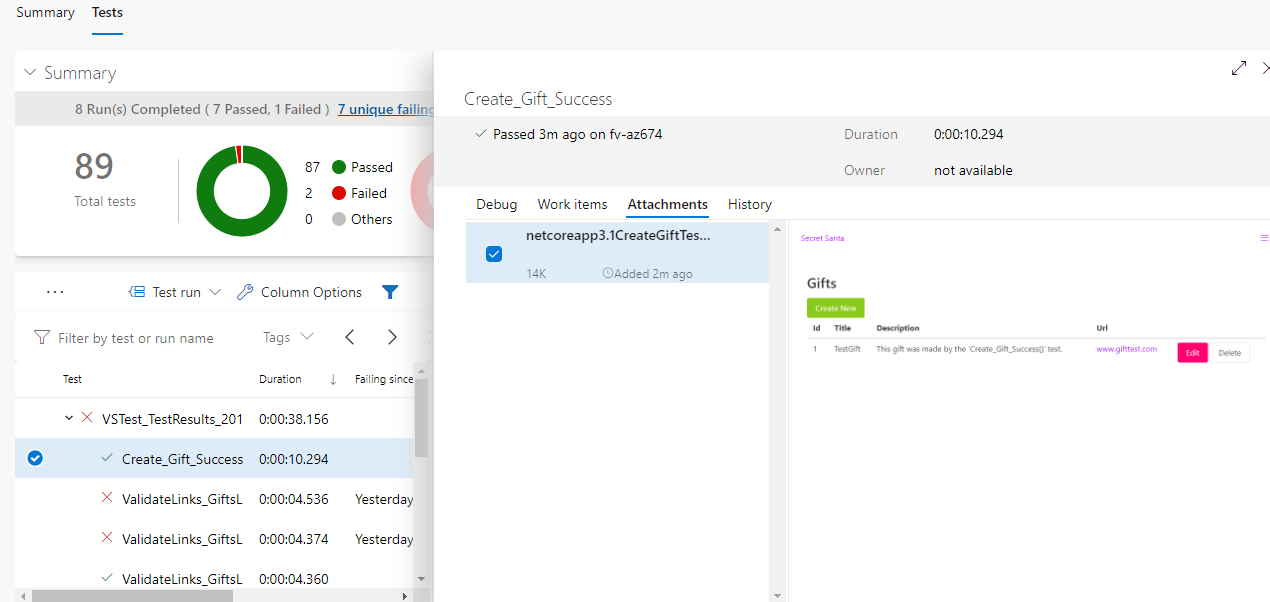 Summary Tests
Summary
8 Run(s) Completed ( 7 Passed, 1 Failed ) 7 unique failing
89
Total tests
87 Passed
2 Failed
0 Others
... Test run Column Options
Filter by test or run name Tags
Test Duration Failing since
VSTest_TestResults_201 0:00:38.156
Create_Gift_Success 0:00:10.294
ValidateLinks_GiftsL 0:00:04.536 Yesterday
ValidateLinks_GiftsL 0:00:04.374 Yesterday
ValidateLinks_GiftsL 0:00:04.360
Create_Gift_Success
Passed 3m ago on fv-az674 Duration 0:00:10.294
Owner not available
Debug Work items Attachments History
netcoreapp3.1CreateGiftTes...
14K Added 2m ago
Secret Santa
Gifts
Create New
Id Title Description Url
1 TestGift This gift was made by the 'Create_Gift_Success()' test. www.gifttest.com Edit Delete